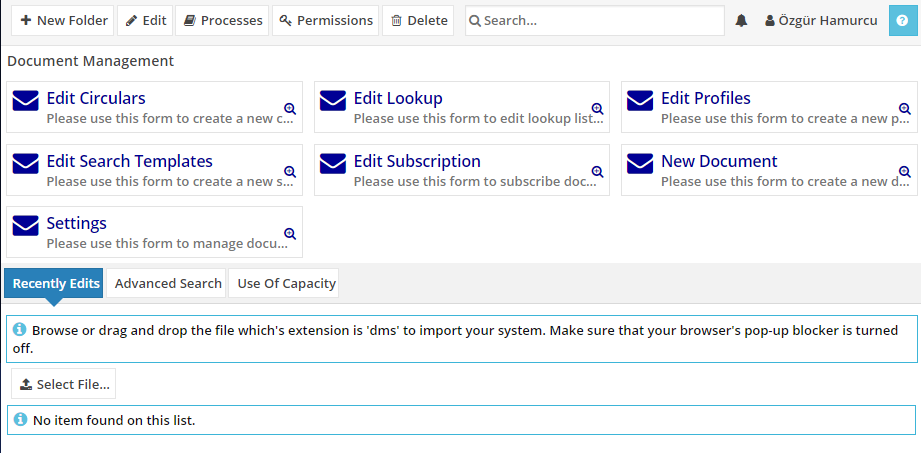 New Folder Edit Processes Permissions Delete Search... Özgür Hamurcu ?
Document Management
Edit Circulars
Please use this form to create a new c...
Edit Lookup
Please use this form to edit lookup list...
Edit Profiles
Please use this form to create a new p...
Edit Search Templates
Please use this form to create a new s...
Edit Subscription
Please use this form to subscribe doc...
New Document
Please use this form to create a new d...
Settings
Please use this form to manage docu...
Recently Edits Advanced Search Use Of Capacity
Browse or drag and drop the file which's extension is 'dms' to import your system. Make sure that your browser's pop-up blocker is turned
off.
Select File...
No item found on this list.